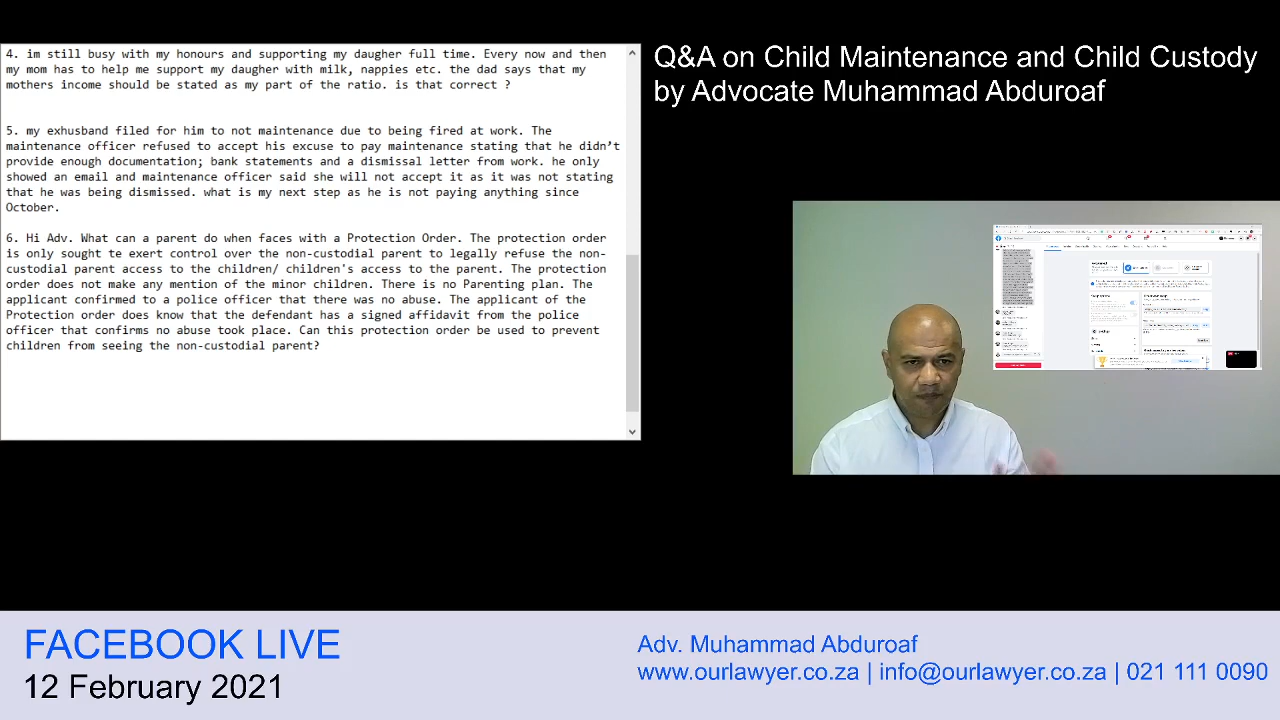 4. im still busy with my honours and supporting my daugher full time. Every now and then
my mom has to help me support my daugher with milk, nappies etc. the dad says that my
mothers income should be stated as my part of the ratio. is that correct ?
5. my exhusband filed for him to not maintenance due to being fired at work. The
maintenance officer refused to accept his excuse to pay maintenance stating that he didn't
provide enough documentation; bank statements and a dismissal letter from work. he only
showed an email and maintenance officer said she will not accept it as it was not stating
that he was being dismissed. what is my next step as he is not paying anything since
October.
6. Hi Adv. What can a parent do when faces with a Protection Order. The protection order
is only sought te exert control over the non-custodial parent to legally refuse the non-
custodial parent access to the children/ children's access to the parent. The protection
order does not make any mention of the minor children. There is no Parenting plan. The
applicant confirmed to a police officer that there was no abuse. The applicant of the
Protection order does know that the defendant has a signed affidavit from the police
officer that confirms no abuse took place. Can this protection order be used to prevent
children from seeing the non-custodial parent?
Q&A on Child Maintenance and Child Custody
by Advocate Muhammad Abduroaf
FACEBOOK LIVE
12 February 2021
Adv. Muhammad Abduroaf
www.ourlawyer.co.za | info@ourlawyer.co.za | 021 111 0090